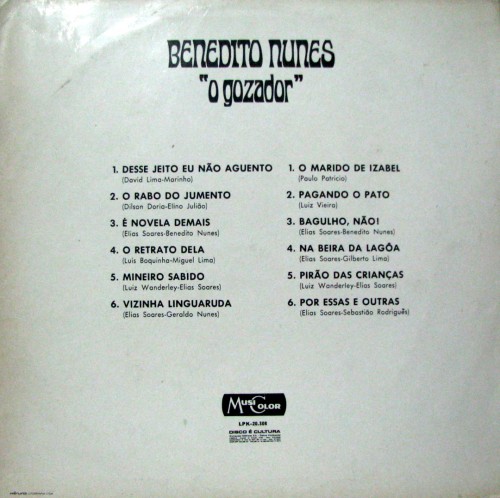 BENEDITO NUNES
"o gozador"
1. DESSE JEITO EU NÃO AGUENTO
(David Lima-Marinho)
2. O RABO DO JUMENTO
(Dilson Doria-Elino Julião)
3. É NOVELA DEMAIS
(Elias Soares-Benedito Nunes)
4. O RETRATO DELA
(Luis Boquinha-Miguel Lima)
5. MINEIRO SABIDO
(Luiz Wanderley-Elias Soares)
6. VIZINHA LINGUARUDA
(Elias Soares-Geraldo Nunes)
1. O MARIDO DE IZABEL
(Paulo Patricio)
2. PAGANDO O PATO
(Luiz Vieira)
3. BAGULHO, NÃO!
(Elias Soares-Benedito Nunes)
4. NA BEIRA DA LAGÔA
(Elias Soares-Gilberto Lima)
5. PIRÃO DAS CRIANÇAS
(Luiz Wanderley-Elias Soares)
6. POR ESSAS E OUTRAS
(Elias Soares-Sebastião Rodrigues)
MUSICOLOR
DISCO É CULTURA